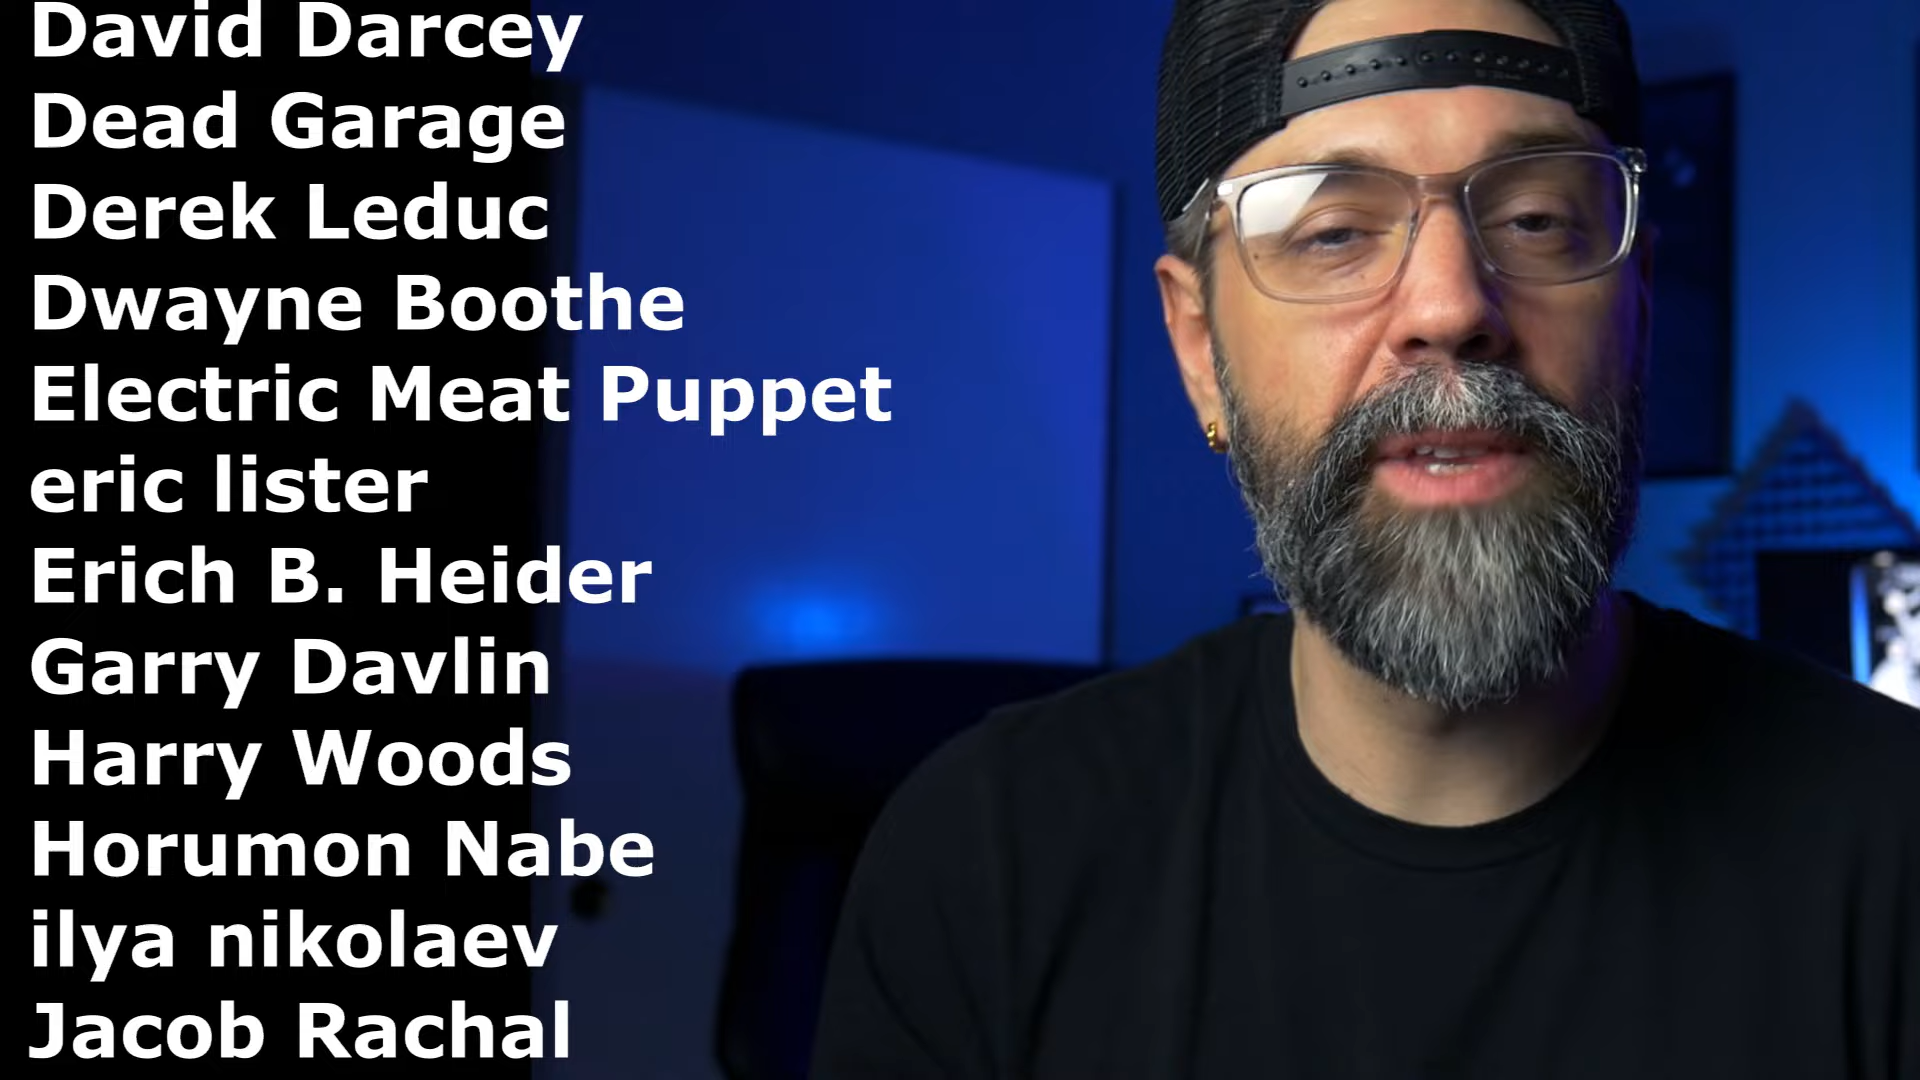 David Darcey
Dead Garage
Derek Leduc
Dwayne Boothe
Electric Meat Puppet
eric lister
Erich B. Heider
Garry Davlin
Harry Woods
Horumon Nabe
ilya nikolaev
Jacob Rachal